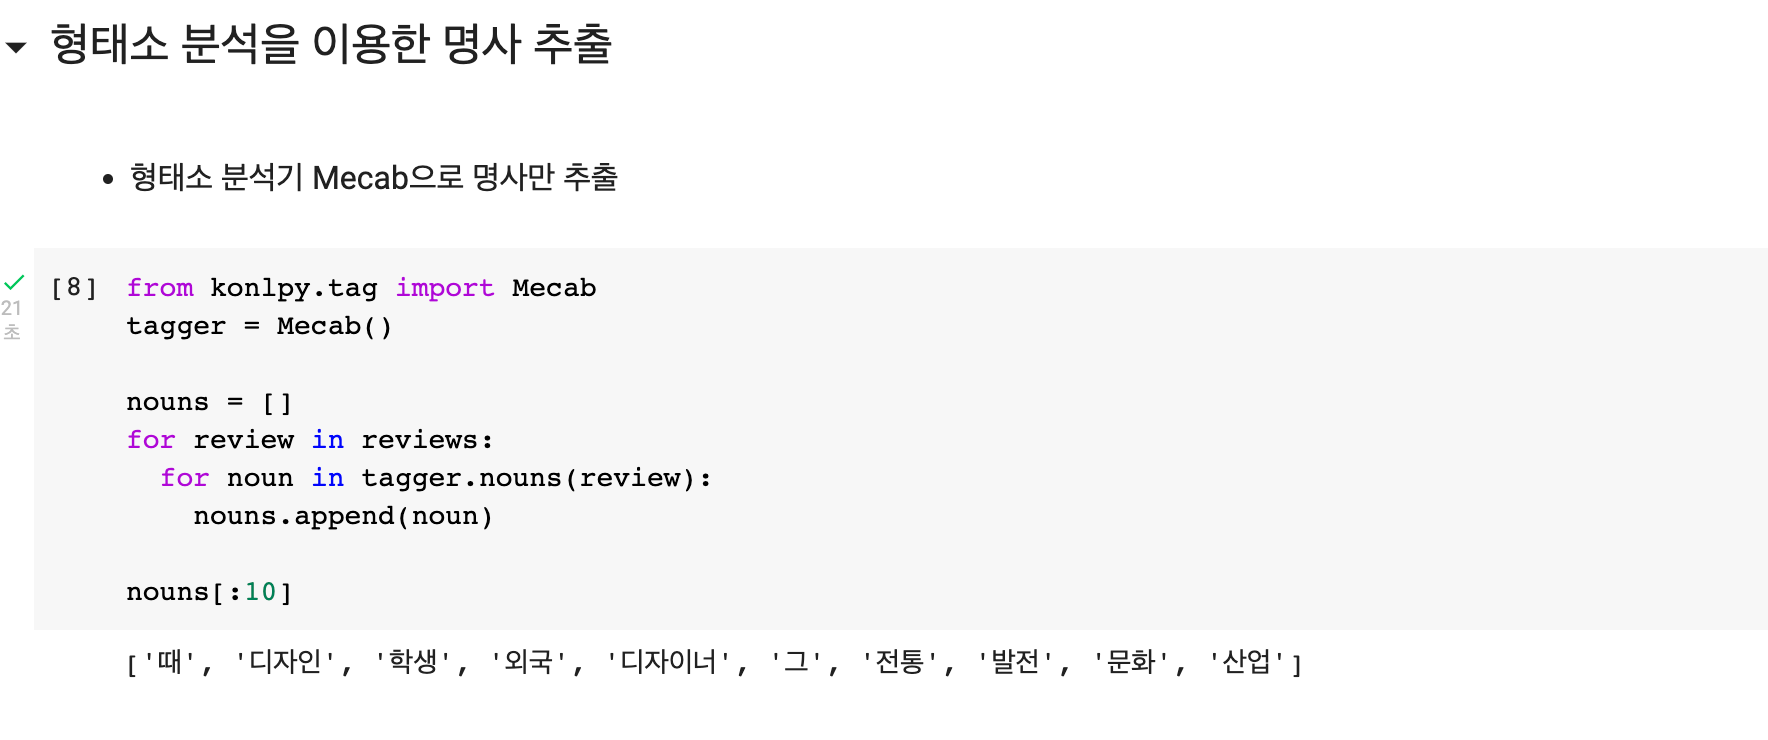 형태소 분석을 이용한 명사 추출
• 형태소 분석기 Mecab으로 명사만 추출
[8] from konlpy.tag import Mecab
21
초
tagger = Mecab()
nouns = []
for review in reviews:
  for noun in tagger.nouns(review):
    nouns.append(noun)
nouns[:10]
['때', '디자인', '학생', '외국', '디자이너', '그', '전통', '발전', '문화', '산업']